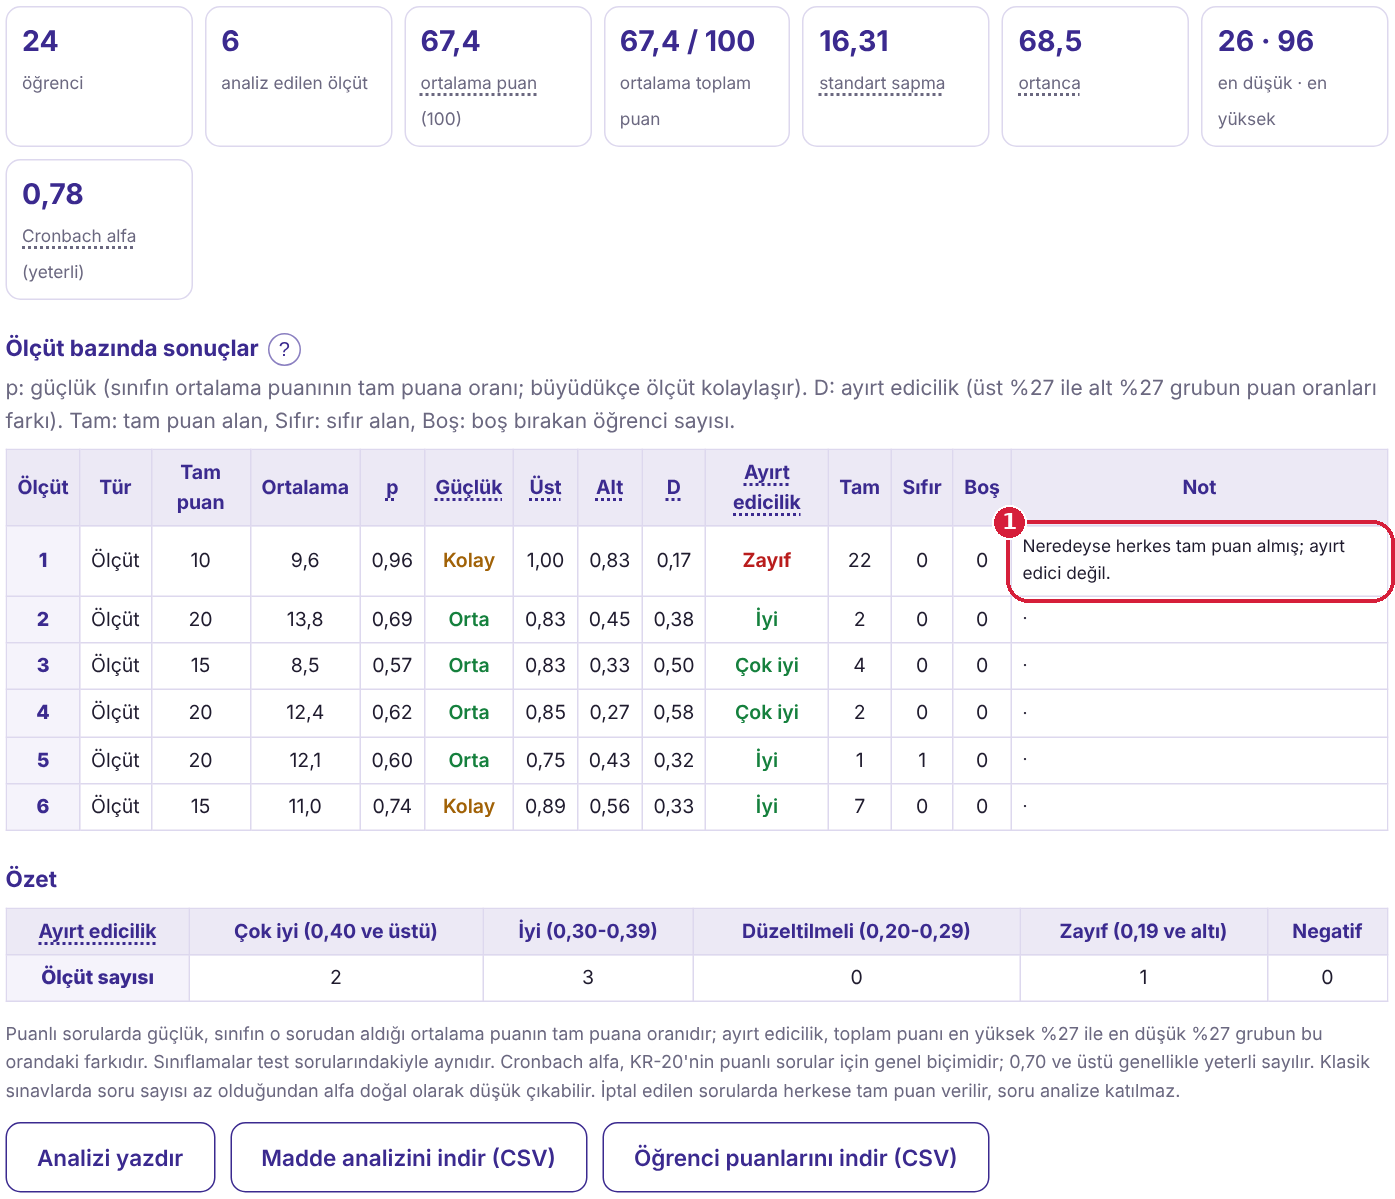 24
öğrenci
6
analiz edilen ölçüt
67,4
ortalama puan
(100)
67,4 / 100
ortalama toplam
puan
16,31
standart sapma
68,5
ortanca
26 · 96
en düşük · en
yüksek
0,78
Cronbach alfa
(yeterli)
Ölçüt bazında sonuçlar ?
p: güçlük (sınıfın ortalama puanının tam puana oranı; büyüdükçe ölçüt kolaylaşır). D: ayırt edicilik (üst %27 ile alt %27 grubun puan oranları
farkı). Tam: tam puan alan, Sıfır: sıfır alan, Boş: boş bırakan öğrenci sayısı.
Ölçüt Tür Tam puan Ortalama p Güçlük Üst Alt D Ayırt edicilik Tam Sıfır Boş Not
1
1 Ölçüt 10 9,6 0,96 Kolay 1,00 0,83 0,17 Zayıf 22 0 0 Neredeyse herkes tam puan almış; ayırt
edici değil.
2 Ölçüt 20 13,8 0,69 Orta 0,83 0,45 0,38 İyi 2 0 0 ·
3 Ölçüt 15 8,5 0,57 Orta 0,83 0,33 0,50 Çok iyi 4 0 0 ·
4 Ölçüt 20 12,4 0,62 Orta 0,85 0,27 0,58 Çok iyi 2 0 0 ·
5 Ölçüt 20 12,1 0,60 Orta 0,75 0,43 0,32 İyi 1 1 0 ·
6 Ölçüt 15 11,0 0,74 Kolay 0,89 0,56 0,33 İyi 7 0 0 ·
Özet
Ayırt edicilik Çok iyi (0,40 ve üstü) İyi (0,30-0,39) Düzeltilmeli (0,20-0,29) Zayıf (0,19 ve altı) Negatif
Ölçüt sayısı 2 3 0 1 0
Puanlı sorularda güçlük, sınıfın o sorudan aldığı ortalama puanın tam puana oranıdır; ayırt edicilik, toplam puanı en yüksek %27 ile en düşük %27 grubun bu
orandaki farkıdır. Sınıflamalar test sorularındakiyle aynıdır. Cronbach alfa, KR-20'nin puanlı sorular için genel biçimidir; 0,70 ve üstü genellikle yeterli sayılır. Klasik
sınavlarda soru sayısı az olduğundan alfa doğal olarak düşük çıkabilir. İptal edilen sorularda herkese tam puan verilir, soru analize katılmaz.
Analizi yazdır
Madde analizini indir (CSV)
Öğrenci puanlarını indir (CSV)